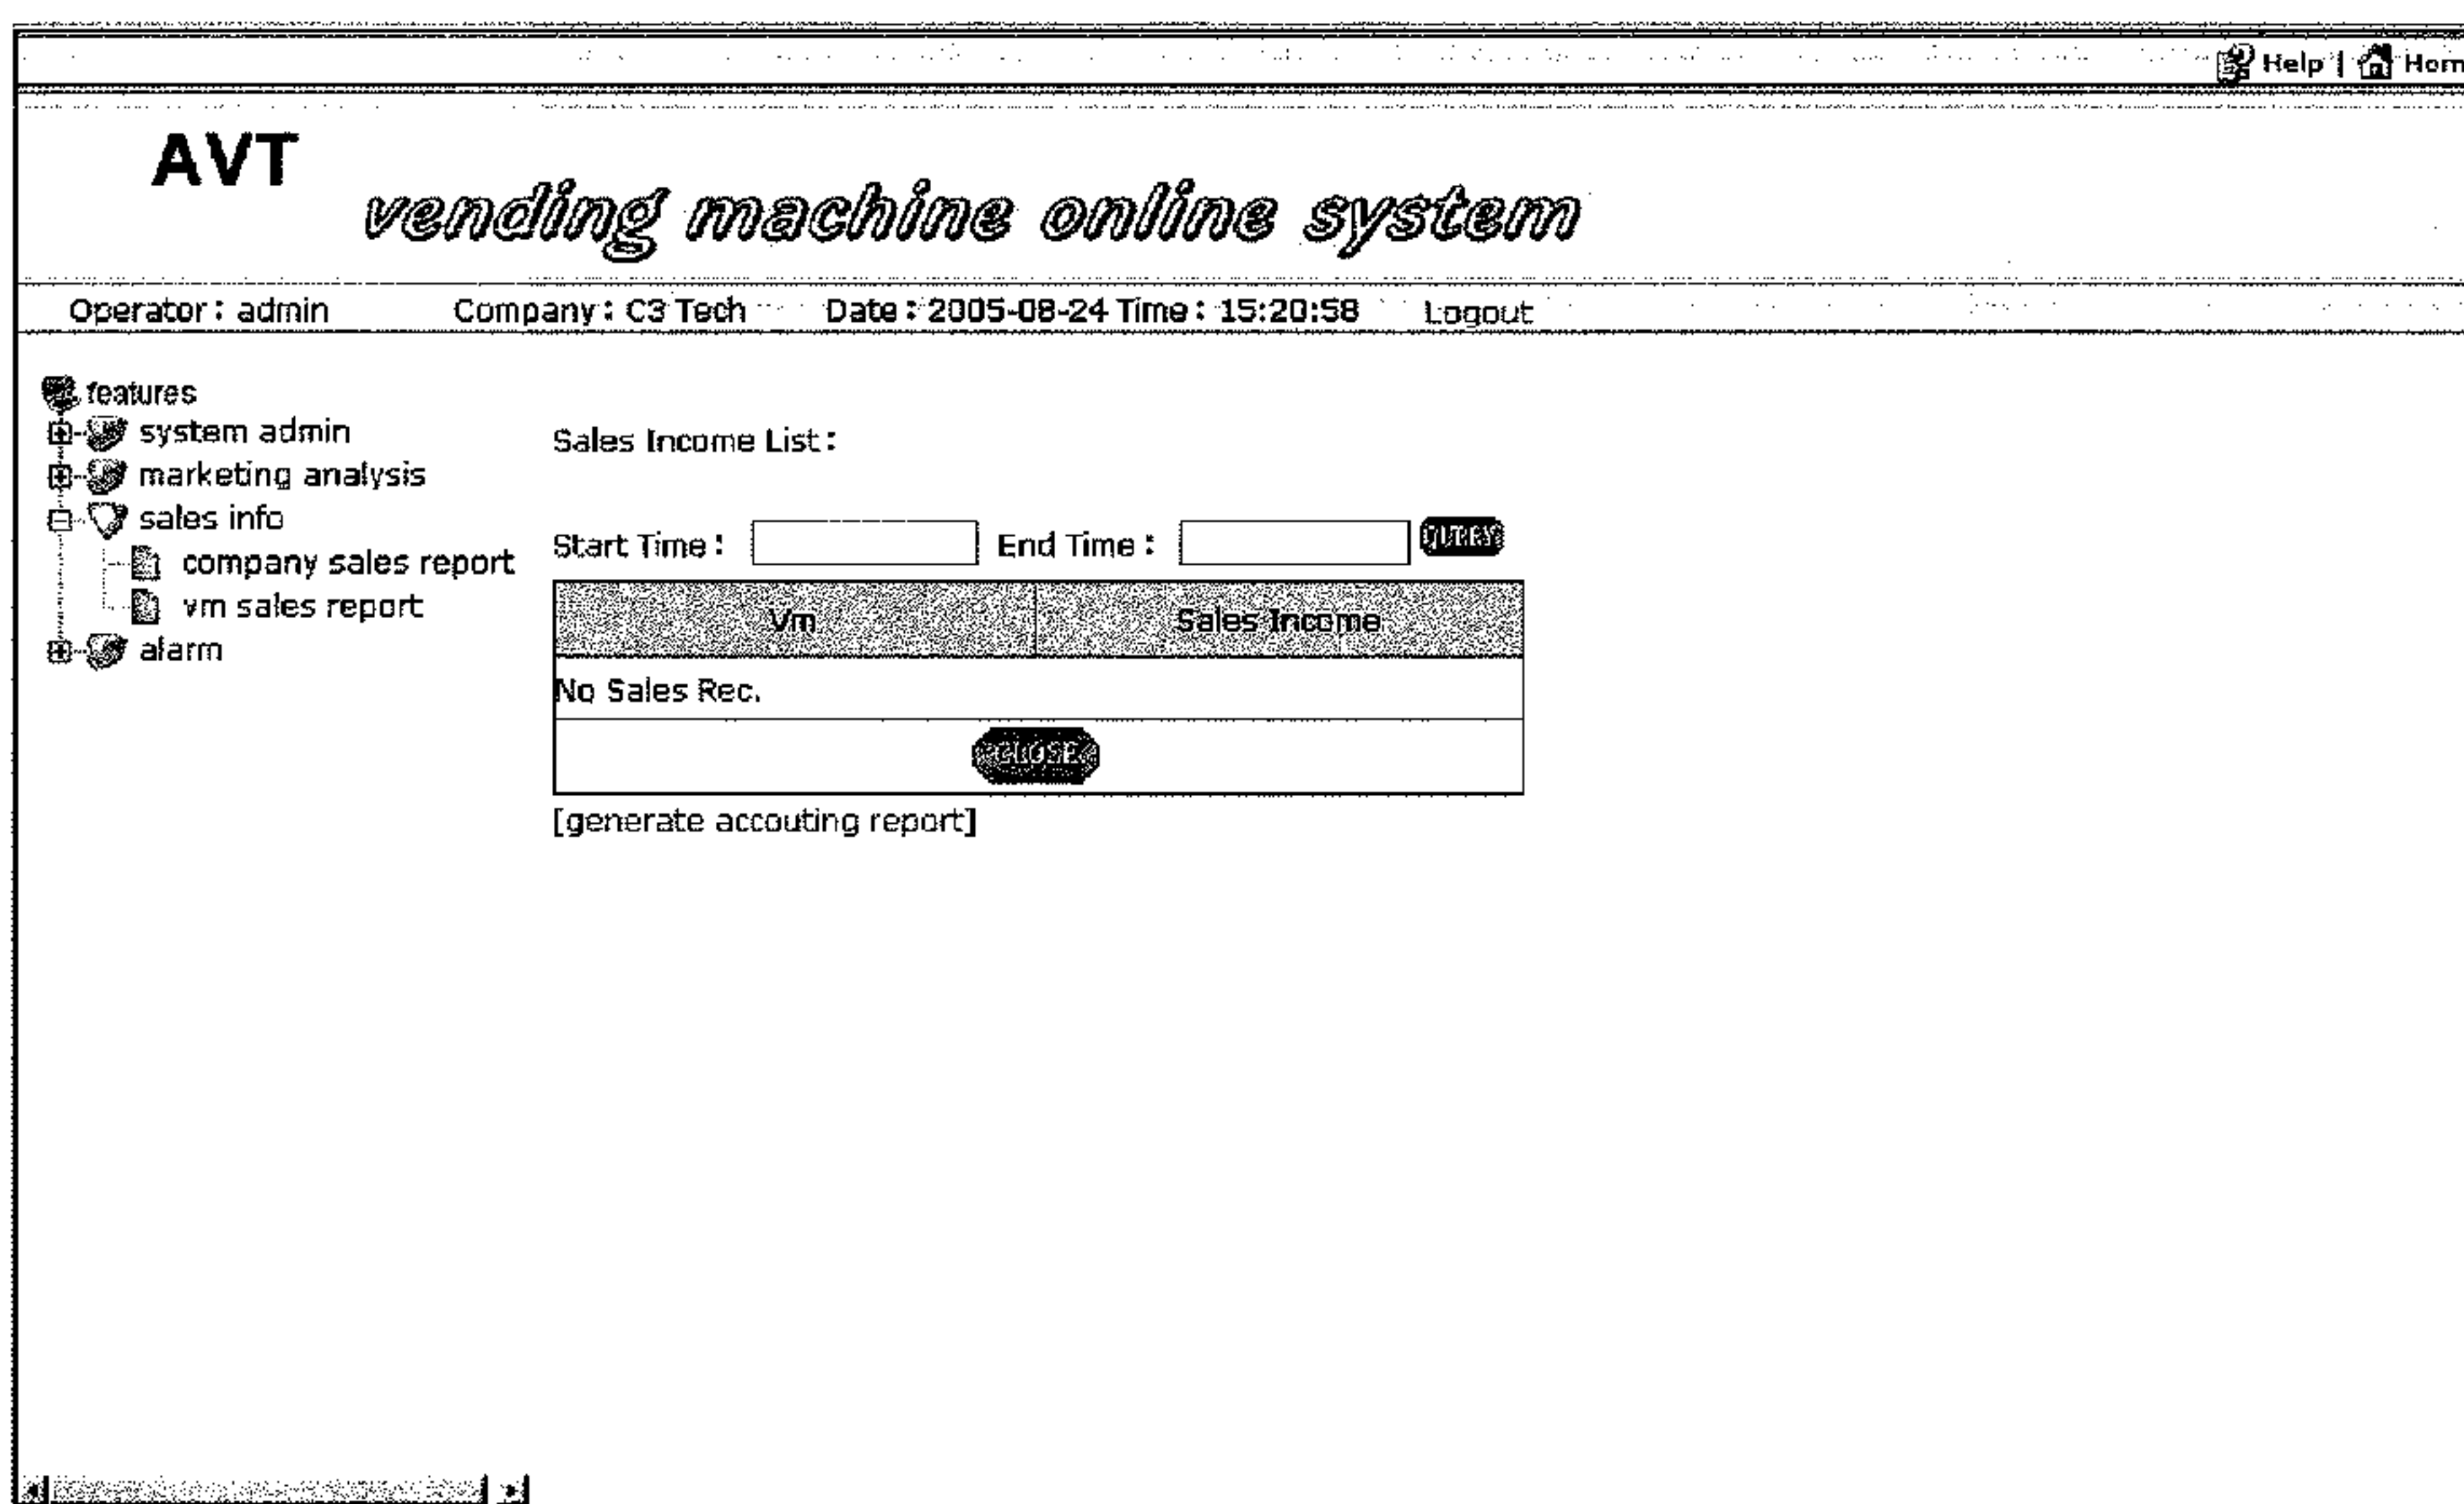 Help | Hom
AVT
vending machine online system
Operator: admin Company: C3 Tech Date: 2005-08-24 Time: 15:20:58 Logout
features
system admin
marketing analysis
sales info
company sales report
vm sales report
alarm
Sales Income List:
Start Time: End Time: QUERY
Vm Sales Income
No Sales Rec.
CLOSE
[generate accouting report]